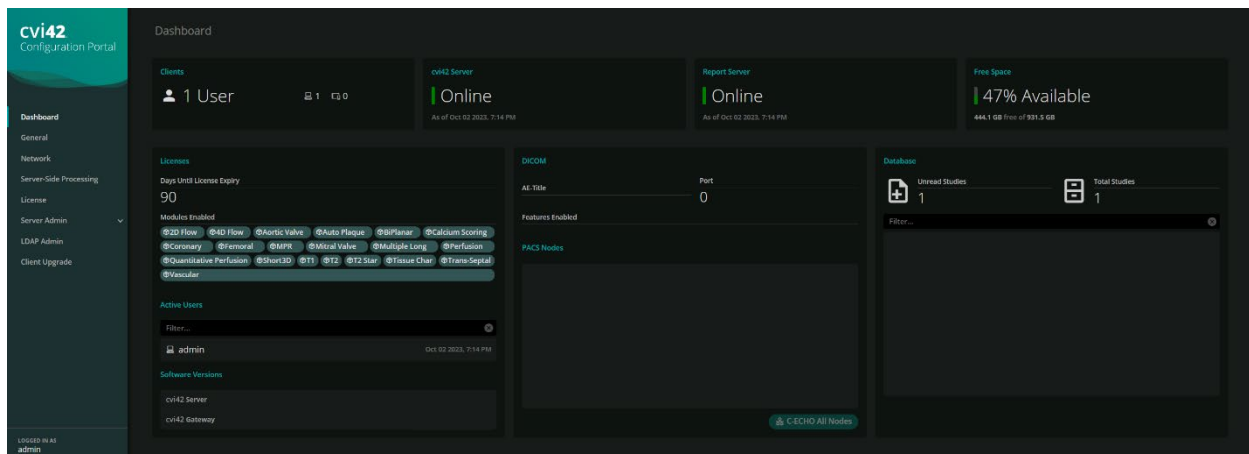 cvi42
Configuration Portal
Dashboard
General
Network
Server-Side Processing
License
Server Admin
LDAP Admin
Client Upgrade
LOGGED IN AS
admin
Dashboard
Clients
1 User
1
0
cvi42 Server
Online
As of Oct 02 2023, 7:14 PM
Report Server
Online
As of Oct 02 2023, 7:14 PM
Free Space
47% Available
444.1 GB free of 931.5 GB
Licenses
Days Until License Expiry
90
Modules Enabled
2D Flow 4D Flow Aortic Valve Auto Plaque BiPlanar Calcium Scoring
Coronary Femoral MPR Mitral Valve Multiple Long Perfusion
Quantitative Perfusion Short3D T1 T2 T2 Star Tissue Char Trans-Septal
Vascular
Active Users
Filter...
admin Oct 02 2023, 7:14 PM
Software Versions
cvi42 Server
cvi42 Gateway
DICOM
AE-Title
Port
0
Features Enabled
PACS Nodes
C-ECHO All Nodes
Database
Unread Studies
1
Total Studies
1
Filter...